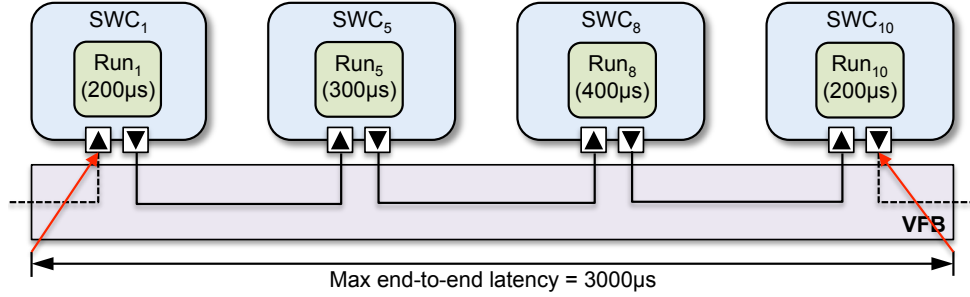 SWC₁
SWC₅
SWC₈
SWC₁₀
Run₁
(200µs)
Run₅
(300µs)
Run₈
(400µs)
Run₁₀
(200µs)
VFB
Max end-to-end latency = 3000µs